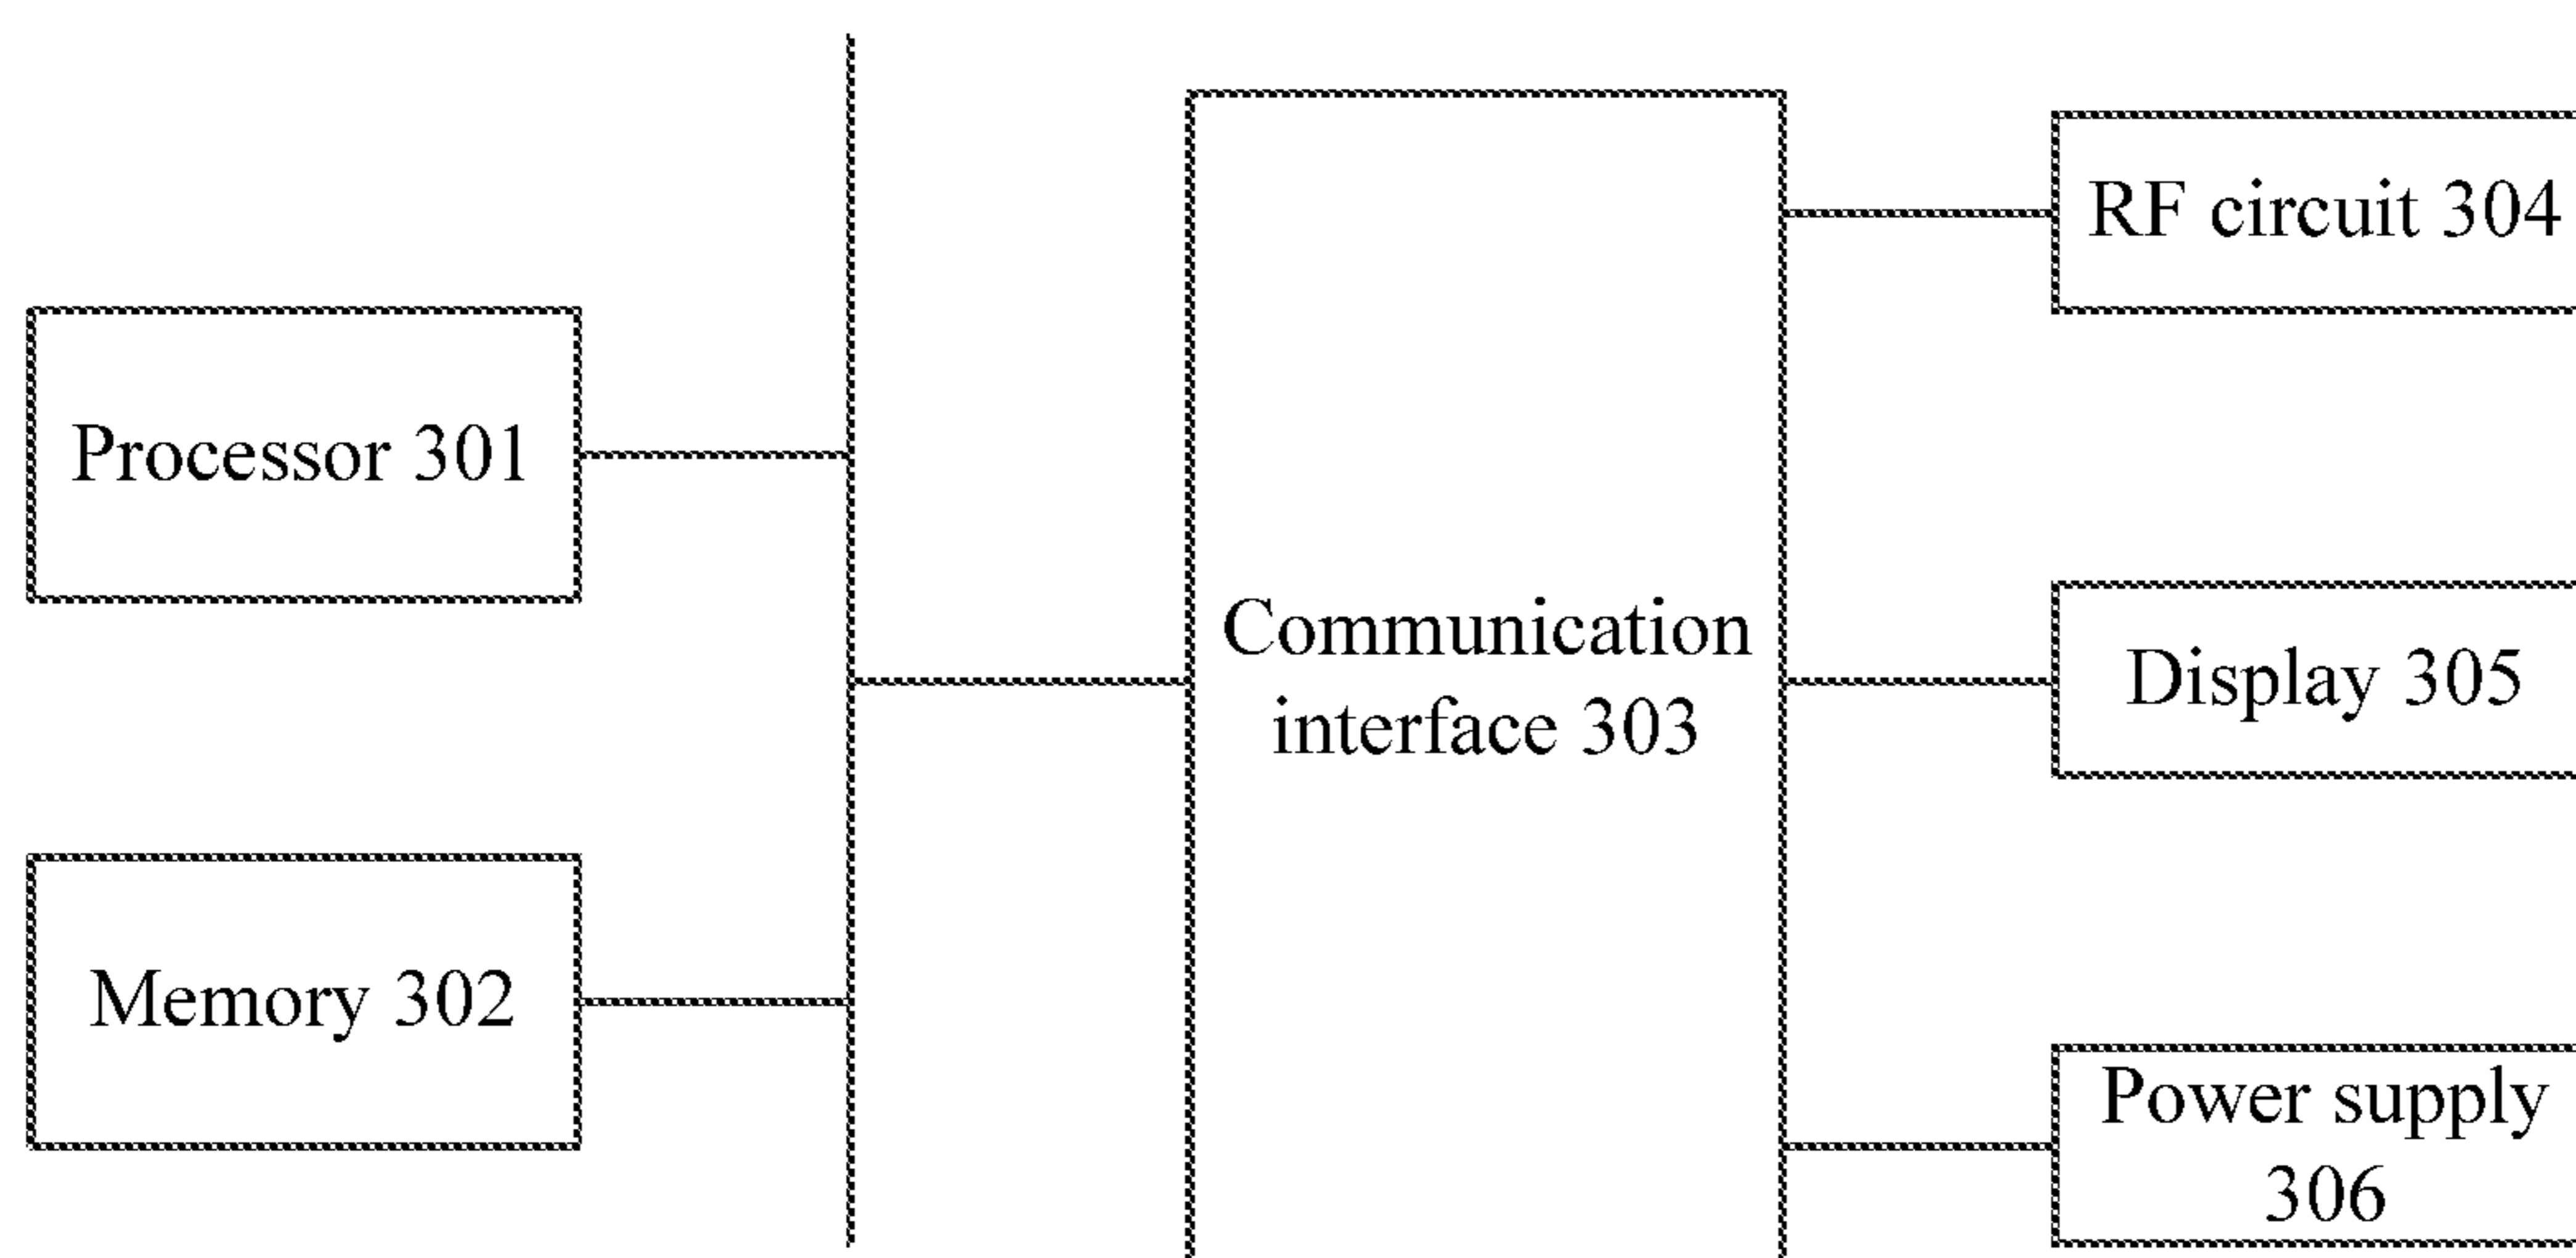 Processor 301
Memory 302
Communication
interface 303
RF circuit 304
Display 305
Power supply
306